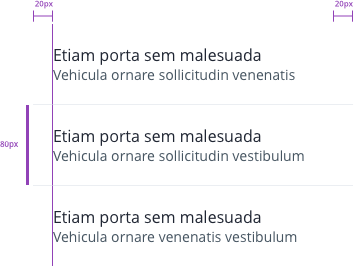 20px 20px
Etiam porta sem malesuada
Vehicula ornare sollicitudin venenatis
80px
Etiam porta sem malesuada
Vehicula ornare sollicitudin vestibulum
Etiam porta sem malesuada
Vehicula ornare venenatis vestibulum